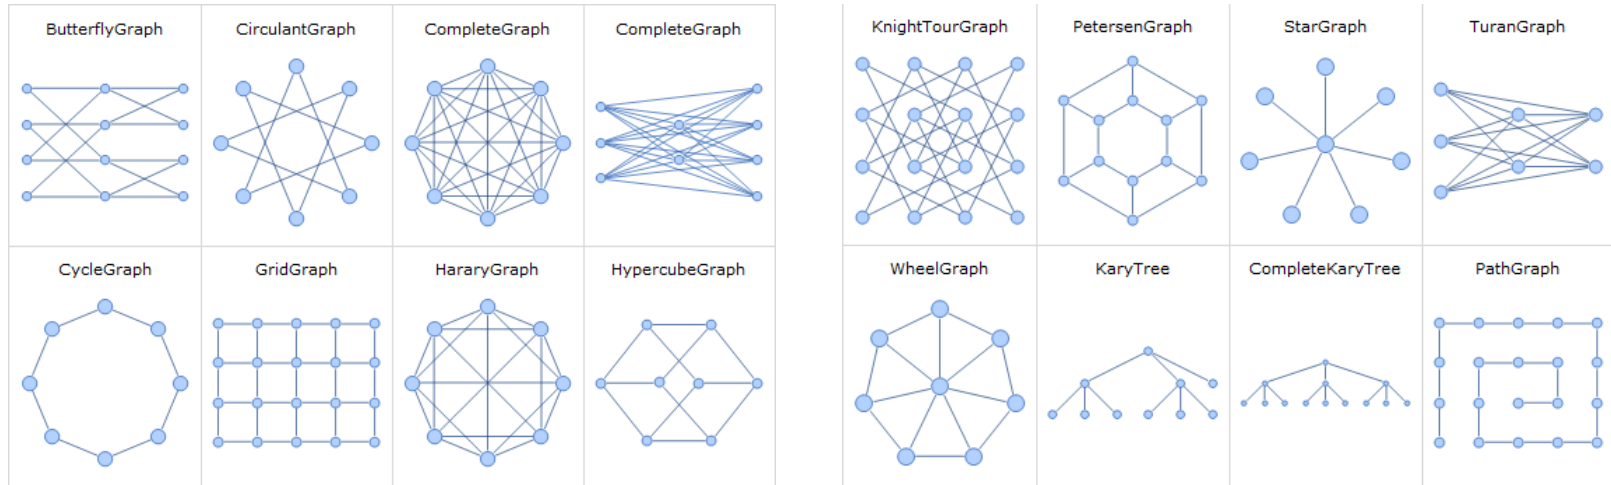 ButterflyGraph
CirculantGraph
CompleteGraph
CompleteGraph
KnightTourGraph
PetersenGraph
StarGraph
TuranGraph
CycleGraph
GridGraph
HararyGraph
HypercubeGraph
WheelGraph
KaryTree
CompleteKaryTree
PathGraph